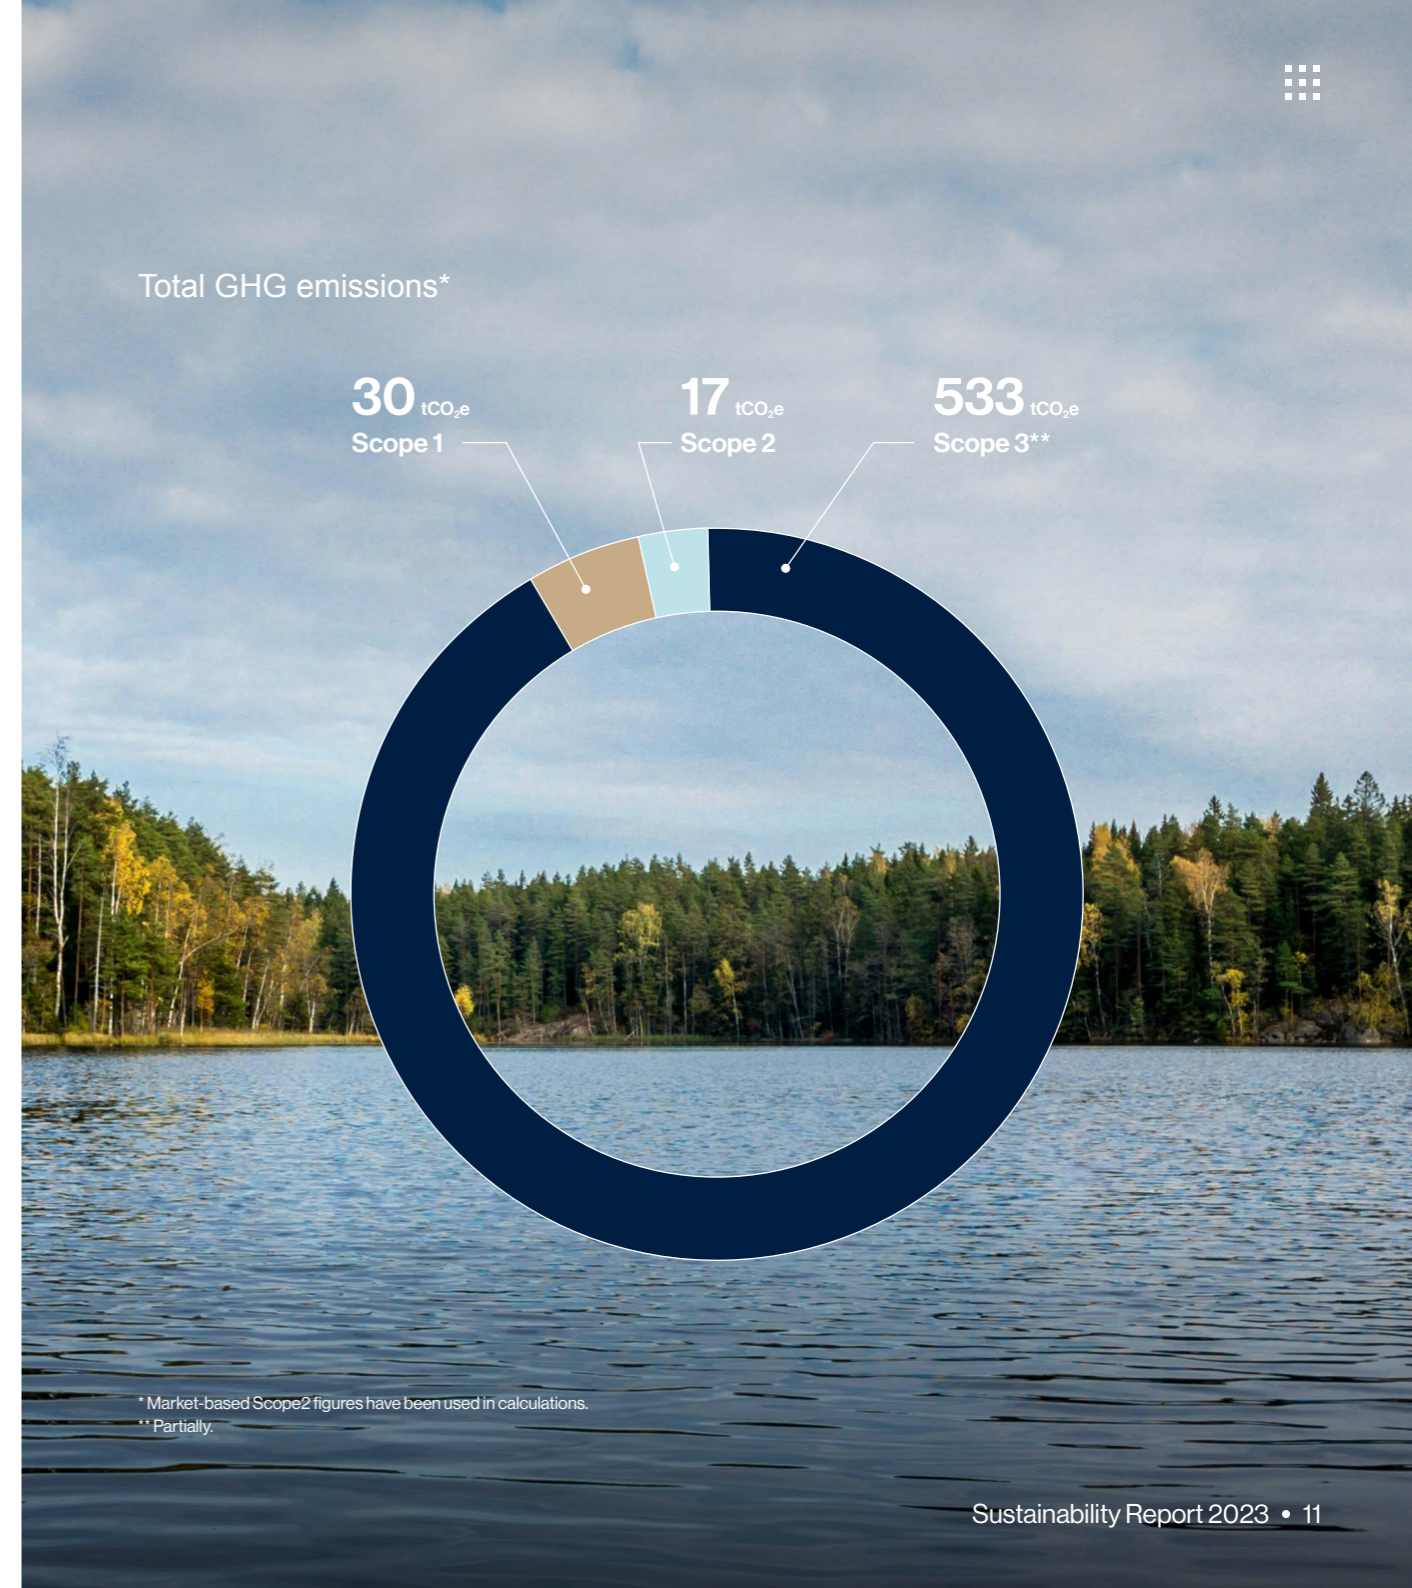 Total GHG emissions*
30 tCO₂e
Scope 1
17 tCO₂e
Scope 2
533 tCO₂e
Scope 3**
* Market-based Scope2 figures have been used in calculations.
** Partially.
Sustainability Report 2023 • 11